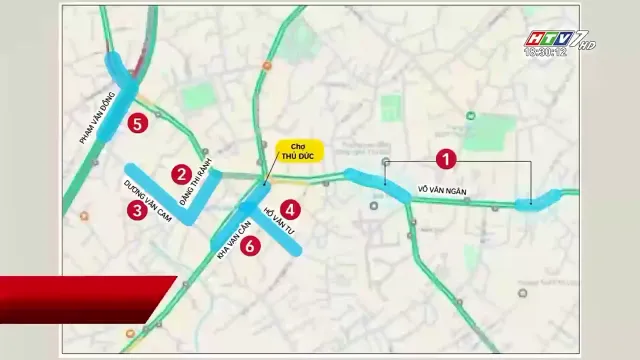 HTV7 HD
18:30:12
PHẠM VĂN ĐỒNG
5
Chợ
THỦ ĐỨC
1
2
ĐẶNG THỊ RÀNH
VÕ VĂN NGÂN
DƯƠNG VĂN CAM
3
4
HỒ VĂN TƯ
KHA VẠN CÂN
6